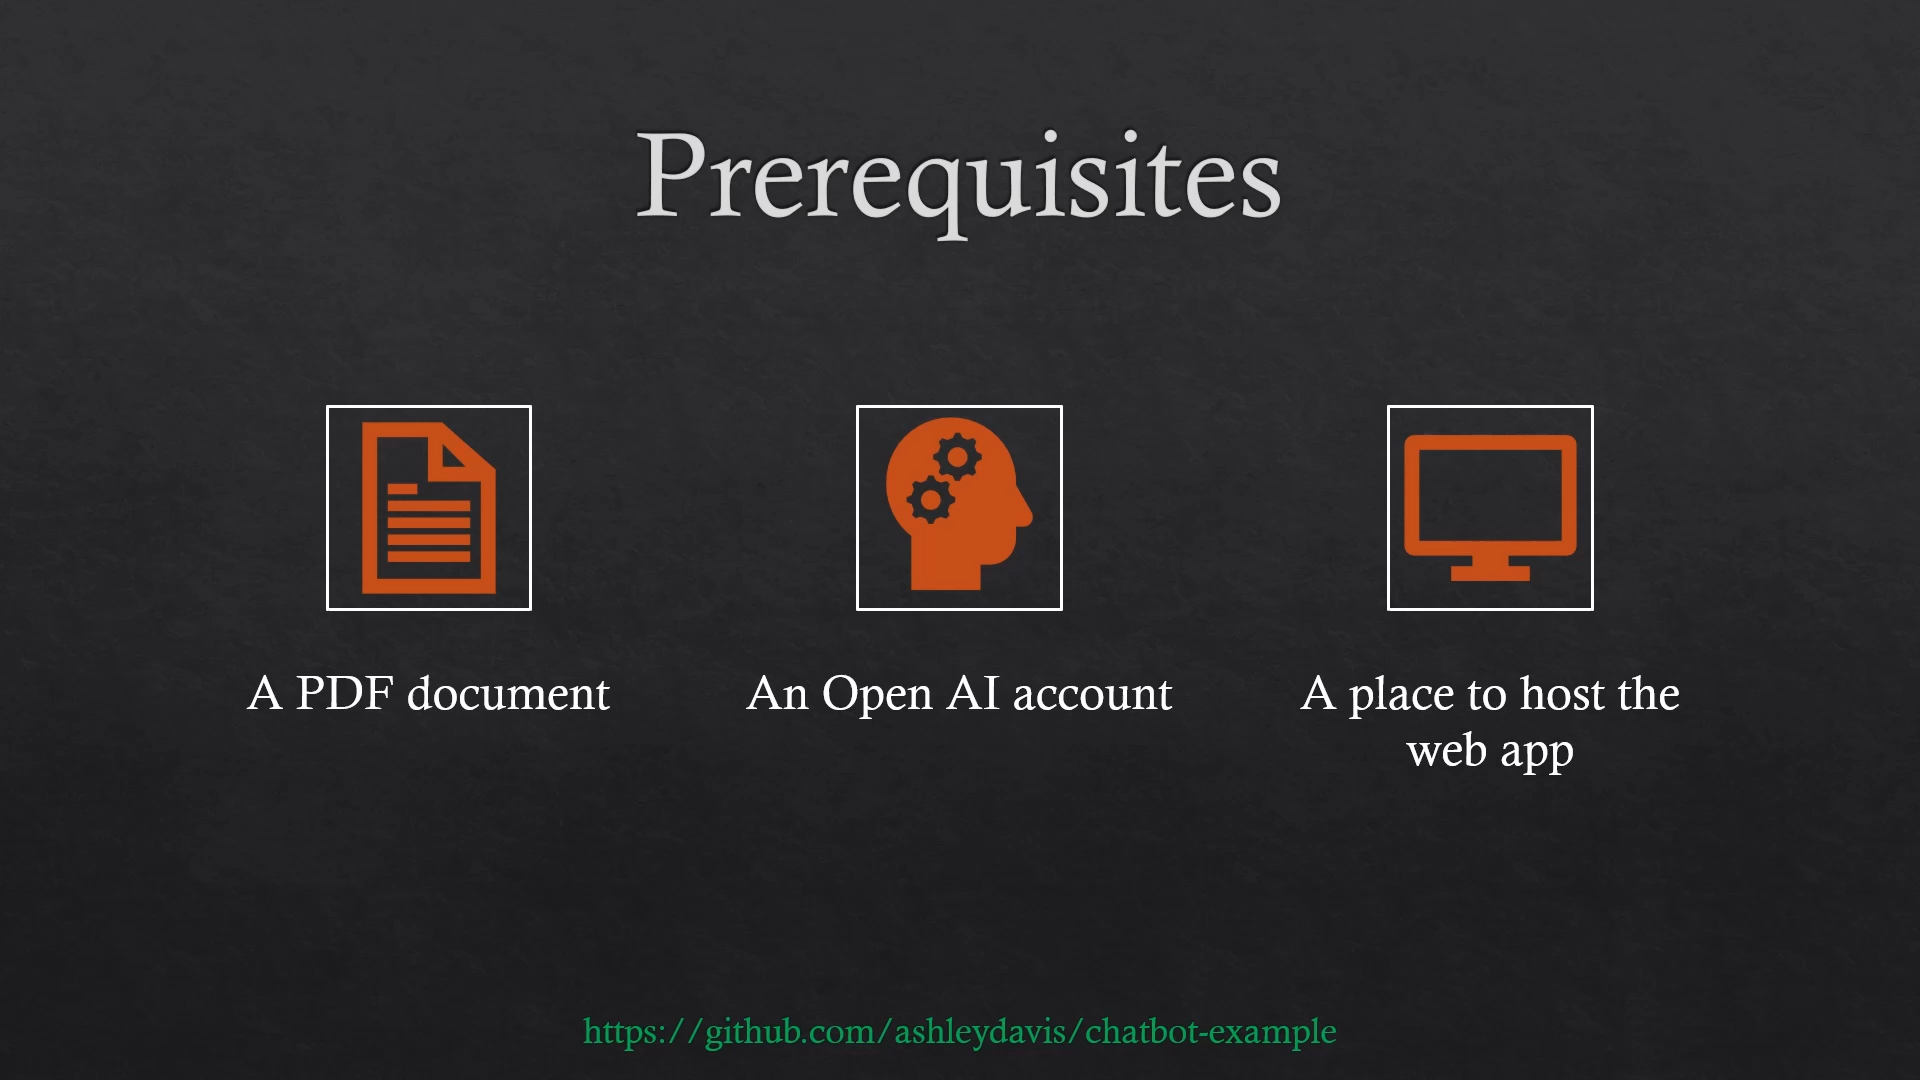 Prerequisites
A PDF document
An Open AI account
A place to host the
web app
https://github.com/ashleydavis/chatbot-example